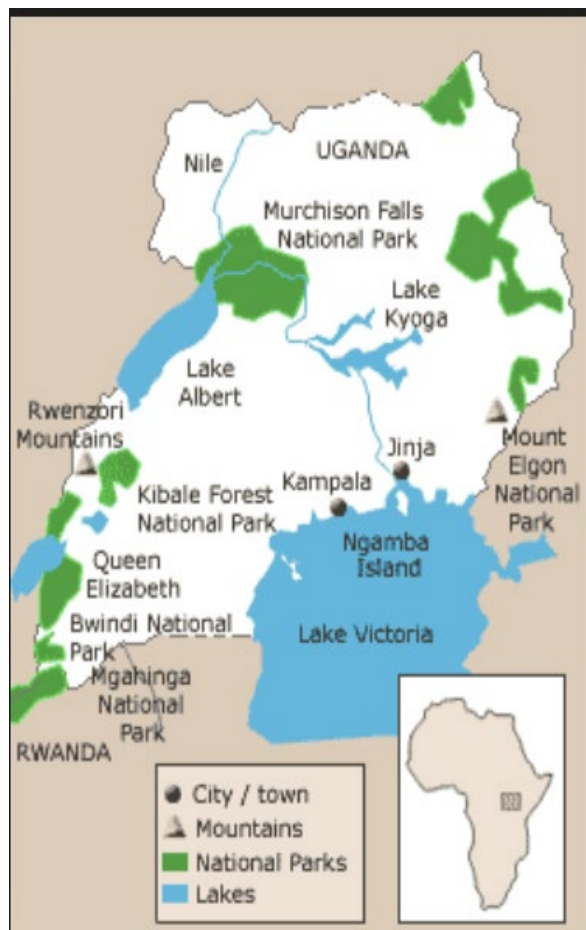 Nile
UGANDA
Murchison Falls
National Park
Lake
Kyoga
Lake
Albert
Rwenzori
Mountains
Jinja
Mount
Elgon
National
Park
Kampala
Kibale Forest
National Park
Ngamba
Island
Queen
Elizabeth
Lake Victoria
Bwindi National
Park
Mgahinga
National
Park
RWANDA
City / town
Mountains
National Parks
Lakes